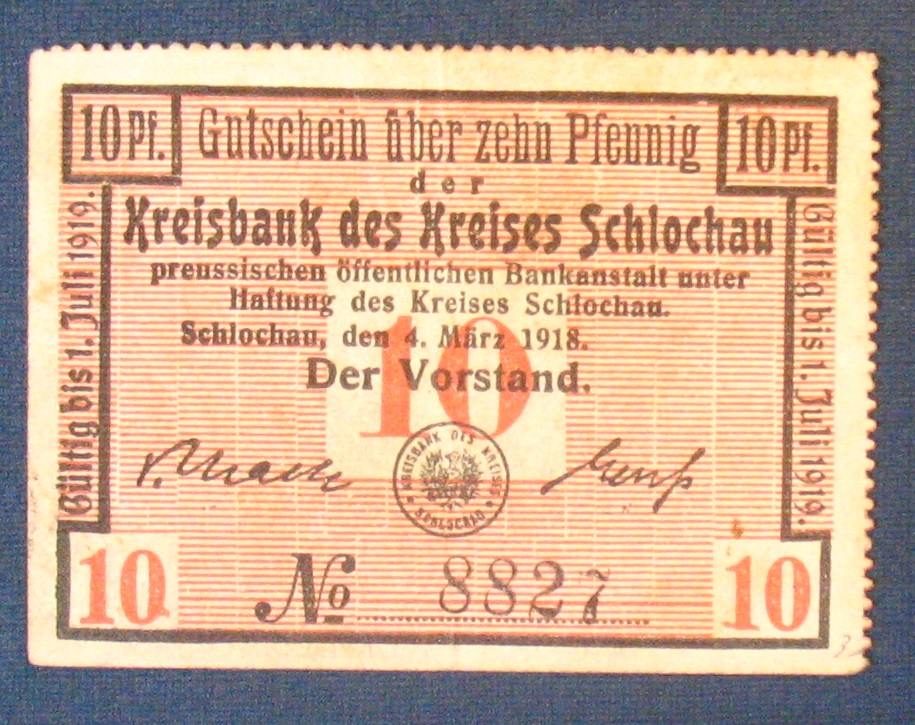 10 Pf. Gutschein über zehn Pfennig 10 Pf.
der
Kreisbank des Kreises Schlochau
preussischen öffentlichen Bankanstalt unter
Haftung des Kreises Schlochau.
Schlochau, den 4. März 1918.
Der Vorstand.
10
Gültig bis 1. Juli 1919.
Gültig bis 1. Juli 1919.
KREISBANK DES KREISES
SCHLOCHAU
10 № 8827 10